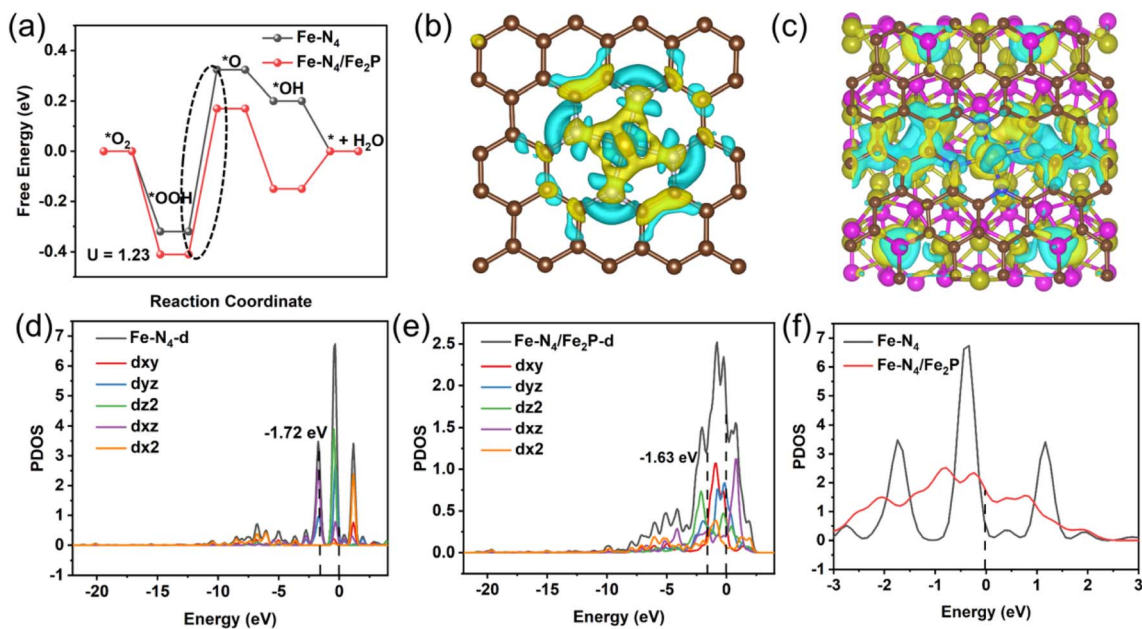 (a)
Free Energy (eV)
0.4
0.2
0.0
-0.2
-0.4
Fe-N₄
Fe-N₄/Fe₂P
*O₂
*OOH
*O
*OH
* + H₂O
U = 1.23
Reaction Coordinate
(b)
(c)
(d)
PDOS
7
6
5
4
3
2
1
0
-1
Fe-N₄-d
dxy
dyz
dz2
dxz
dx2
-1.72 eV
-20
-15
-10
-5
0
Energy (eV)
(e)
PDOS
2.5
2.0
1.5
1.0
0.5
0.0
Fe-N₄/Fe₂P-d
dxy
dyz
dz2
dxz
dx2
-1.63 eV
-20
-15
-10
-5
0
Energy (eV)
(f)
PDOS
7
6
5
4
3
2
1
0
-1
Fe-N₄
Fe-N₄/Fe₂P
-3
-2
-1
0
1
2
3
Energy (eV)